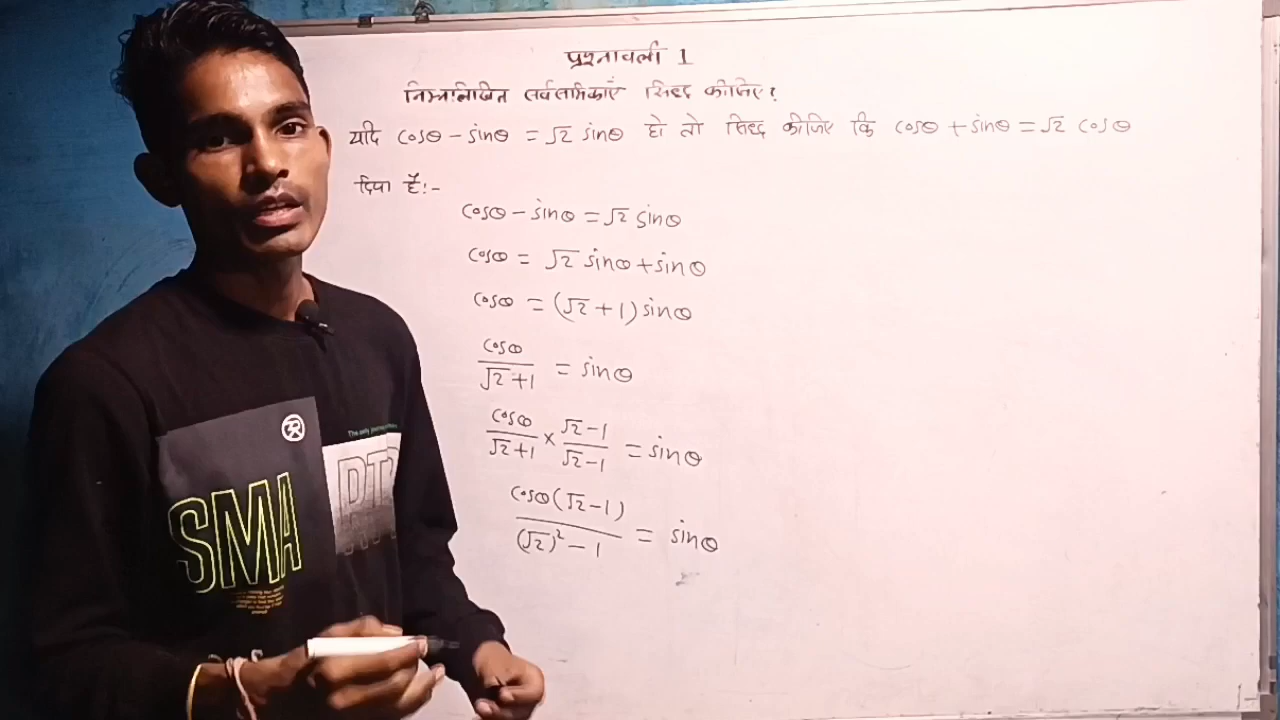 प्रश्नावली 1
निम्नलिखित सर्वसमिकाएँ सिद्ध कीजिए?
यदि cosθ - sinθ = √2 sinθ हो तो सिद्ध कीजिए कि cosθ + sinθ = √2 cosθ
दिया है:-
cosθ - sinθ = √2 sinθ
cosθ = √2 sinθ + sinθ
cosθ = (√2 + 1) sinθ
cosθ / √2 + 1 = sinθ
cosθ / √2 + 1 × √2 - 1 / √2 - 1 = sinθ
cosθ (√2 - 1) / (√2)² - 1 = sinθ
SMA